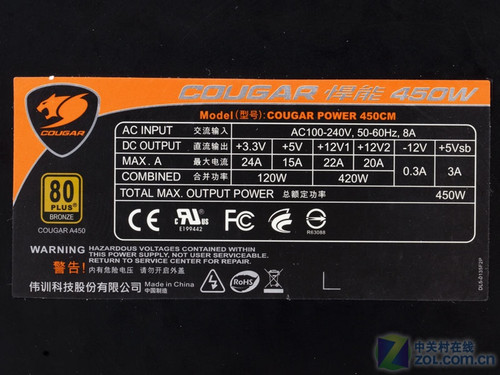 COUGAR 悍能 450W
COUGAR
Model(型号): COUGAR POWER 450CM
AC INPUT 交流输入 AC100-240V, 50-60Hz, 8A
DC OUTPUT 直流输出 +3.3V +5V +12V1 +12V2 -12V +5Vsb
MAX. A 最大电流 24A 15A 22A 20A 0.3A 3A
COMBINED 合并功率 120W 420W
TOTAL MAX. OUTPUT POWER 总额定功率 450W
80
PLUS
BRONZE
COUGAR A450
E199442
R63088
WARNING HAZARDOUS VOLTAGES CONTAINED WITHIN
THIS POWER SUPPLY, NOT USER SERVICEABLE.
RETURN TO SERVICE CENTER FOR REPAIR.
警告! 内有危险电压 请勿打开外盖
伟训科技股份有限公司 Made in China
中国制造
RoHS
中关村在线
zol.com.cn